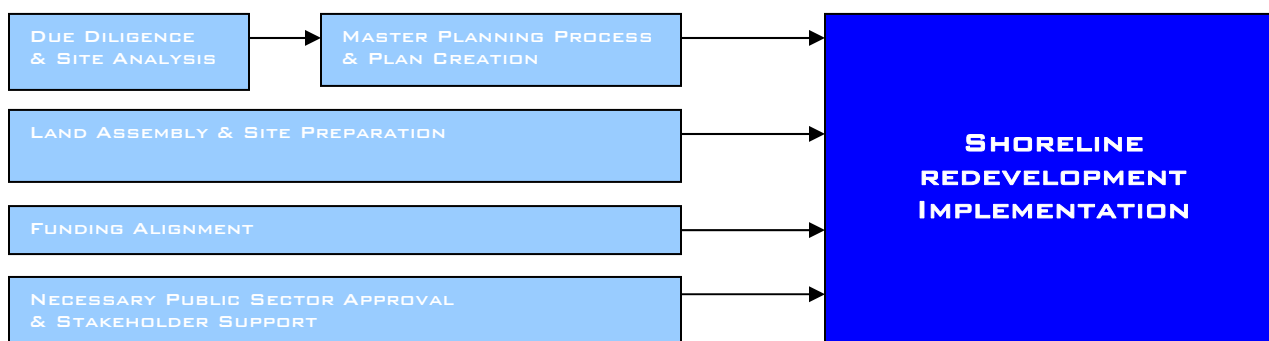 Due Diligence
& Site Analysis
Master Planning Process
& Plan Creation
Land Assembly & Site Preparation
Funding Alignment
Necessary Public Sector Approval
& Stakeholder Support
Shoreline
redevelopment
Implementation